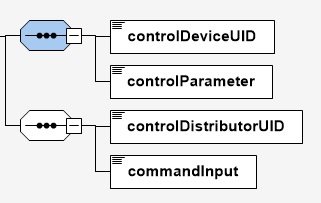 controlDeviceUID
controlParameter
controlDistributorUID
commandInput